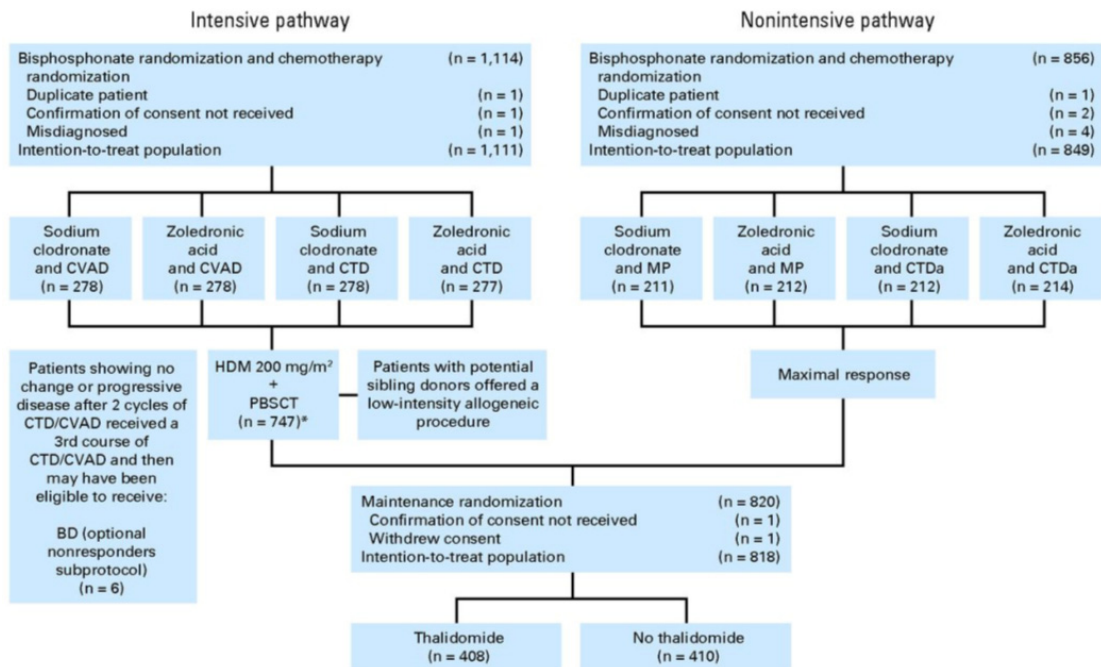 Intensive pathway
Bisphosphonate randomization and chemotherapy (n = 1,114)
randomization
Duplicate patient (n = 1)
Confirmation of consent not received (n = 1)
Misdiagnosed (n = 1)
Intention-to-treat population (n = 1,111)
Nonintensive pathway
Bisphosphonate randomization and chemotherapy (n = 856)
randomization
Duplicate patient (n = 1)
Confirmation of consent not received (n = 2)
Misdiagnosed (n = 4)
Intention-to-treat population (n = 849)
Sodium
clodronate
and CVAD
(n = 278)
Zoledronic
acid
and CVAD
(n = 278)
Sodium
clodronate
and CTD
(n = 278)
Zoledronic
acid
and CTD
(n = 277)
Sodium
clodronate
and MP
(n = 211)
Zoledronic
acid
and MP
(n = 212)
Sodium
clodronate
and CTDa
(n = 212)
Zoledronic
acid
and CTDa
(n = 214)
Patients showing no
change or progressive
disease after 2 cycles of
CTD/CVAD received a
3rd course of
CTD/CVAD and then
may have been
eligible to receive:
BD (optional
nonresponders
subprotocol)
(n = 6)
HDM 200 mg/m²
+
PBSCT
(n = 747)*
Patients with potential
sibling donors offered a
low-intensity allogeneic
procedure
Maximal response
Maintenance randomization (n = 820)
Confirmation of consent not received (n = 1)
Withdrew consent (n = 1)
Intention-to-treat population (n = 818)
Thalidomide
(n = 408)
No thalidomide
(n = 410)